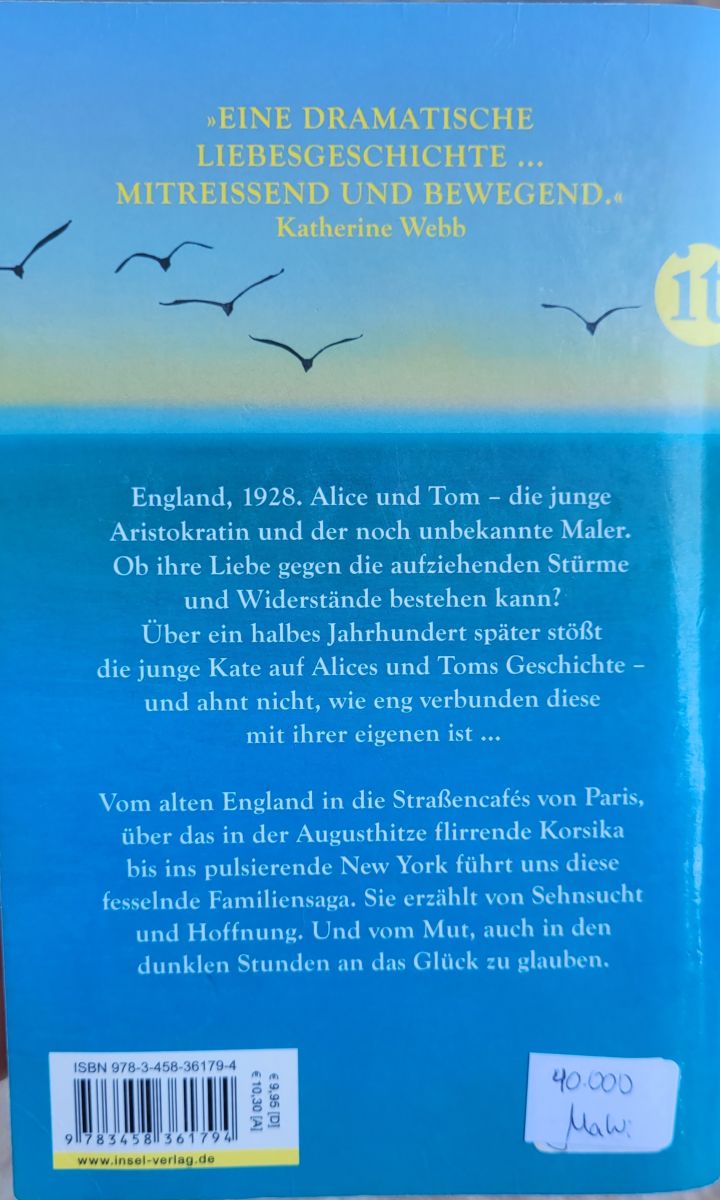 »EINE DRAMATISCHE
LIEBESGESCHICHTE ...
MITREISSEND UND BEWEGEND.«
Katherine Webb
it
England, 1928. Alice und Tom – die junge
Aristokratin und der noch unbekannte Maler.
Ob ihre Liebe gegen die aufziehenden Stürme
und Widerstände bestehen kann?
Über ein halbes Jahrhundert später stößt
die junge Kate auf Alices und Toms Geschichte –
und ahnt nicht, wie eng verbunden diese
mit ihrer eigenen ist ...
Vom alten England in die Straßencafés von Paris,
über das in der Augusthitze flirrende Korsika
bis ins pulsierende New York führt uns diese
fesselnde Familiensaga. Sie erzählt von Sehnsucht
und Hoffnung. Und vom Mut, auch in den
dunklen Stunden an das Glück zu glauben.
ISBN 978-3-458-36179-4
€ 9,95 [D]
€ 10,30 [A]
9 783458 361794
www.insel-verlag.de
40.000